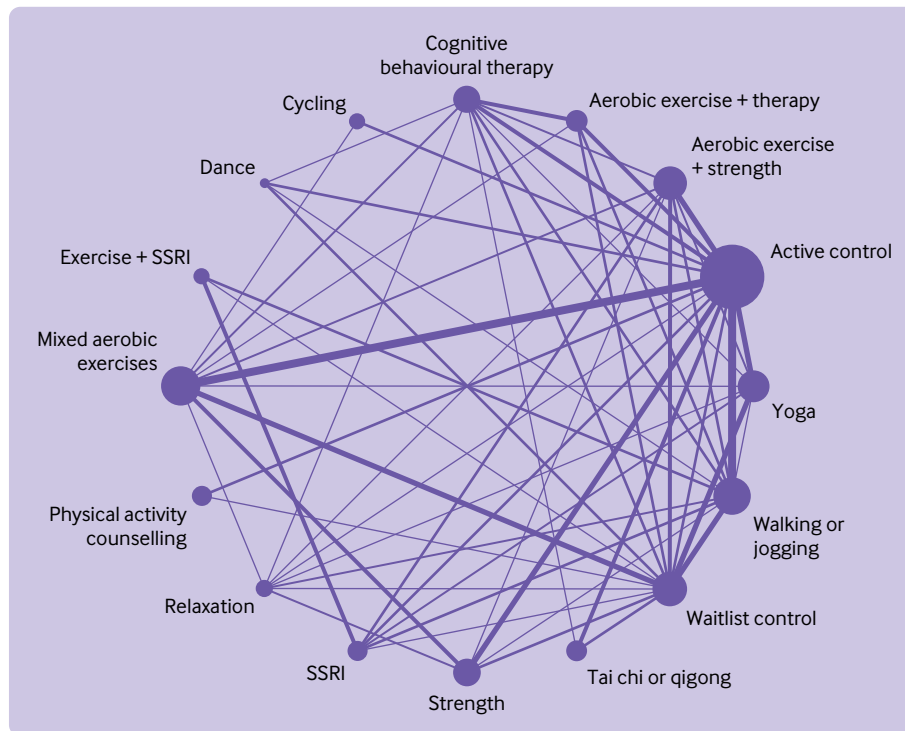 Cognitive
behavioural therapy
Cycling
Aerobic exercise + therapy
Aerobic exercise
+ strength
Dance
Active control
Exercise + SSRI
Mixed aerobic
exercises
Yoga
Physical activity
counselling
Walking or
jogging
Relaxation
Waitlist control
SSRI
Tai chi or qigong
Strength